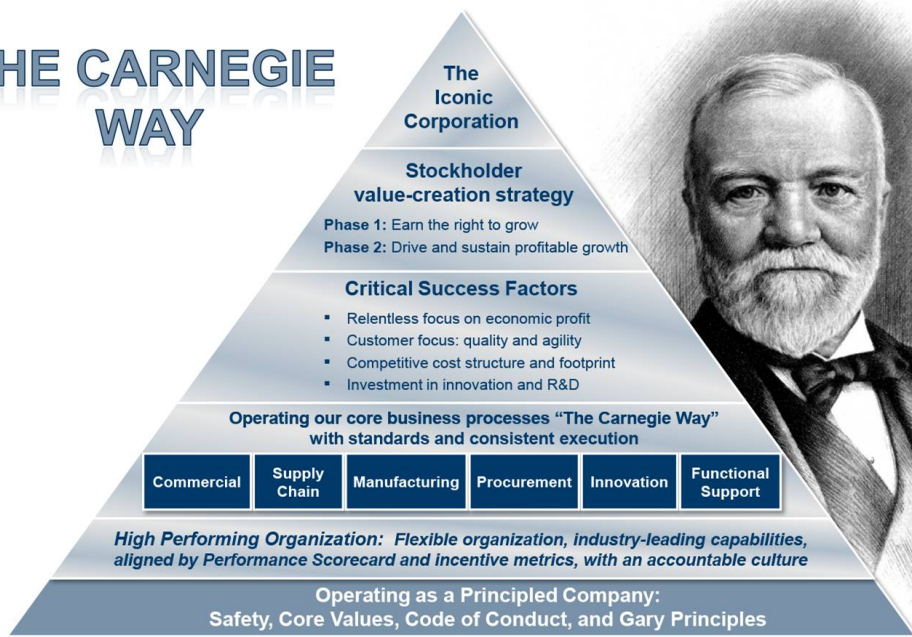 HE CARNEGIE
WAY
The
Iconic
Corporation
Stockholder
value-creation strategy
Phase 1: Earn the right to grow
Phase 2: Drive and sustain profitable growth
Critical Success Factors
▪ Relentless focus on economic profit
▪ Customer focus: quality and agility
▪ Competitive cost structure and footprint
▪ Investment in innovation and R&D
Operating our core business processes “The Carnegie Way”
with standards and consistent execution
Commercial
Supply
Chain
Manufacturing
Procurement
Innovation
Functional
Support
High Performing Organization: Flexible organization, industry-leading capabilities,
aligned by Performance Scorecard and incentive metrics, with an accountable culture
Operating as a Principled Company:
Safety, Core Values, Code of Conduct, and Gary Principles